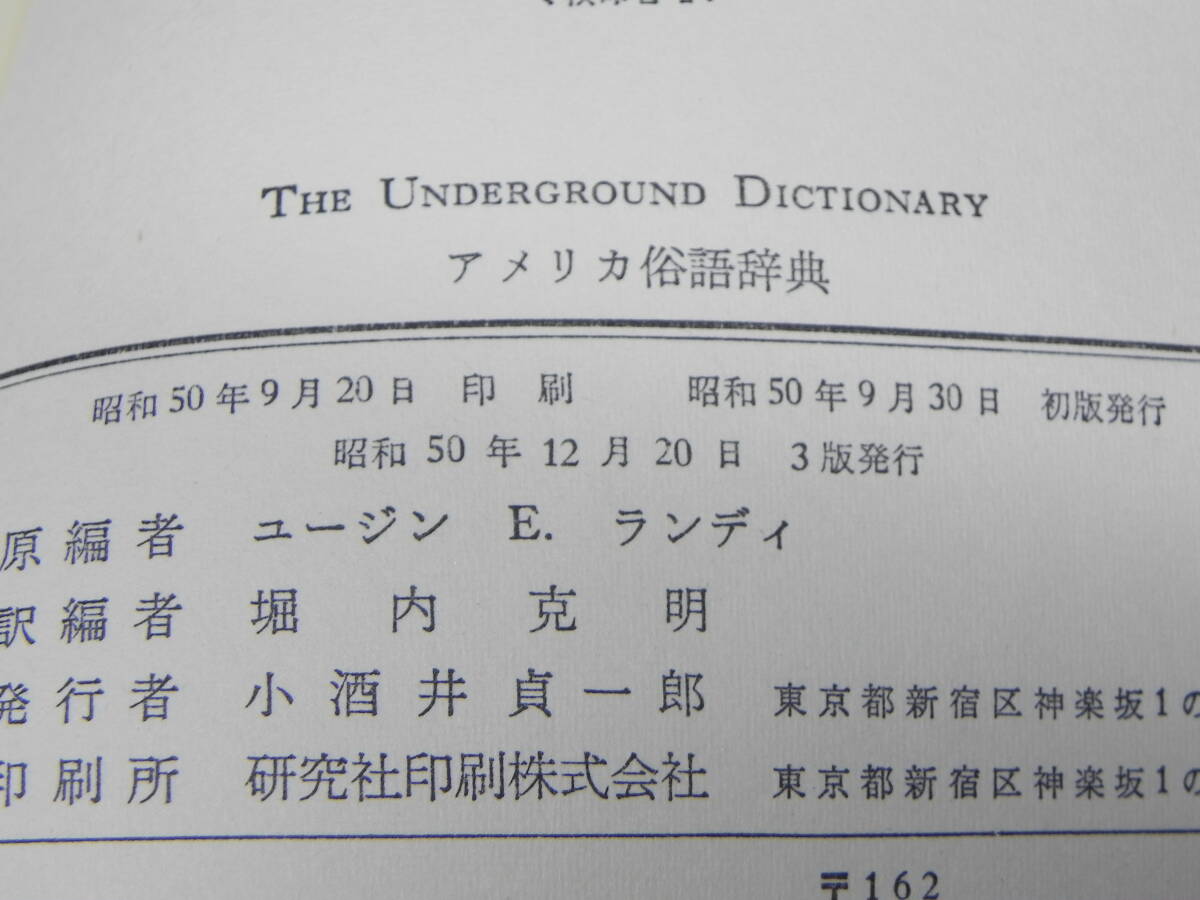 THE UNDERGROUND DICTIONARY
アメリカ俗語辞典
昭和50年9月20日 印刷 昭和50年9月30日 初版発行
昭和50年12月20日 3版発行
原編者 ユージン E. ランディ
訳編者 堀内克明
発行者 小酒井貞一郎 東京都新宿区神楽坂1の
印刷所 研究社印刷株式会社 東京都新宿区神楽坂1の
〒162